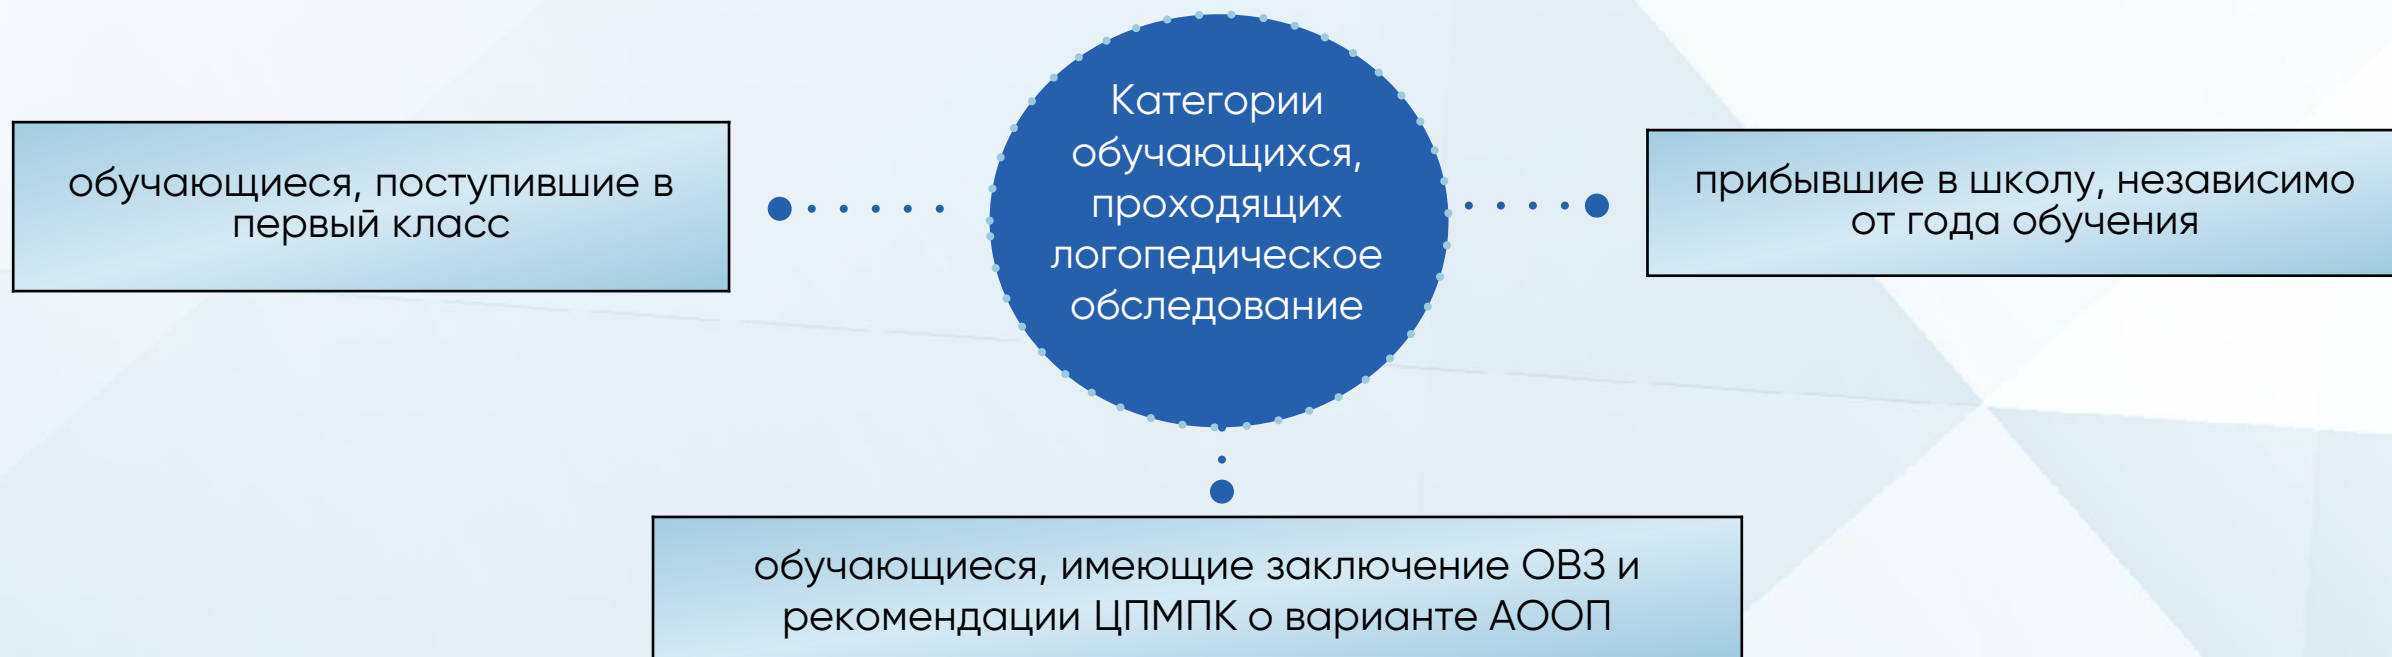 Категории
обучающихся,
проходящих
логопедическое
обследование
обучающиеся, поступившие в
первый класс
прибывшие в школу, независимо
от года обучения
обучающиеся, имеющие заключение ОВЗ и
рекомендации ЦПМПК о варианте АООП